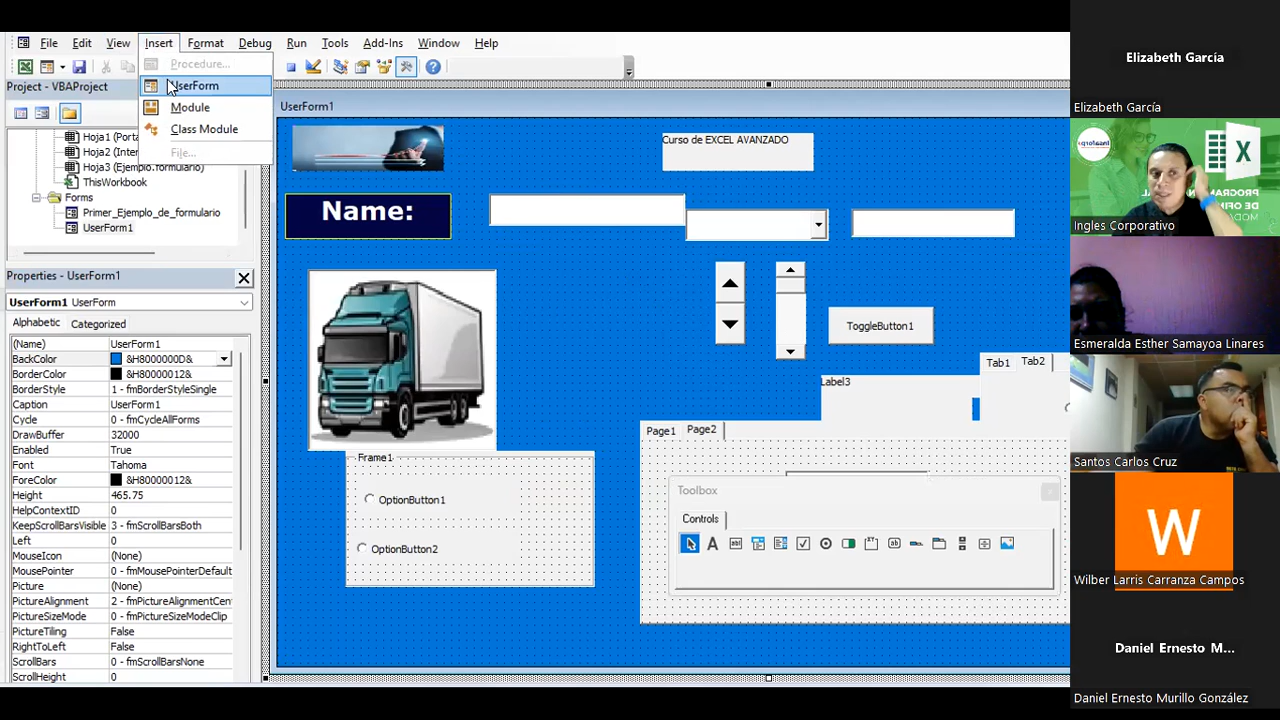 File Edit View Insert Format Debug Run Tools Add-Ins Window Help
Procedure...
UserForm
Module
Class Module
File...
Project - VBAProject
Hoja1 (Porta
Hoja2 (Inter
Hoja3 (Ejemplo.formulario)
ThisWorkbook
Forms
Primer_Ejemplo_de_formulario
UserForm1
Properties - UserForm1
UserForm1 UserForm
Alphabetic Categorized
(Name) UserForm1
BackColor &H8000000D&
BorderColor &H80000012&
BorderStyle 1 - fmBorderStyleSingle
Caption UserForm1
Cycle 0 - fmCycleAllForms
DrawBuffer 32000
Enabled True
Font Tahoma
ForeColor &H80000012&
Height 465.75
HelpContextID 0
KeepScrollBarsVisible 3 - fmScrollBarsBoth
Left 0
MouseIcon (None)
MousePointer 0 - fmMousePointerDefault
Picture (None)
PictureAlignment 2 - fmPictureAlignmentCen
PictureSizeMode 0 - fmPictureSizeModeClip
PictureTiling False
RightToLeft False
ScrollBars 0 - fmScrollBarsNone
ScrollHeight 0
UserForm1
Curso de EXCEL AVANZADO
Name:
ToggleButton1
Tab1 Tab2
Label3
Page1 Page2
Frame1
OptionButton1
OptionButton2
Toolbox
Controls
Elizabeth García
Elizabeth García
Insaforp
X
PROGRAM
DE OFI
MODA
Ingles Corporativo
Esmeralda Esther Samayoa Linares
Santos Carlos Cruz
W
Wilber Larris Carranza Campos
Daniel Ernesto M...
Daniel Ernesto Murillo González